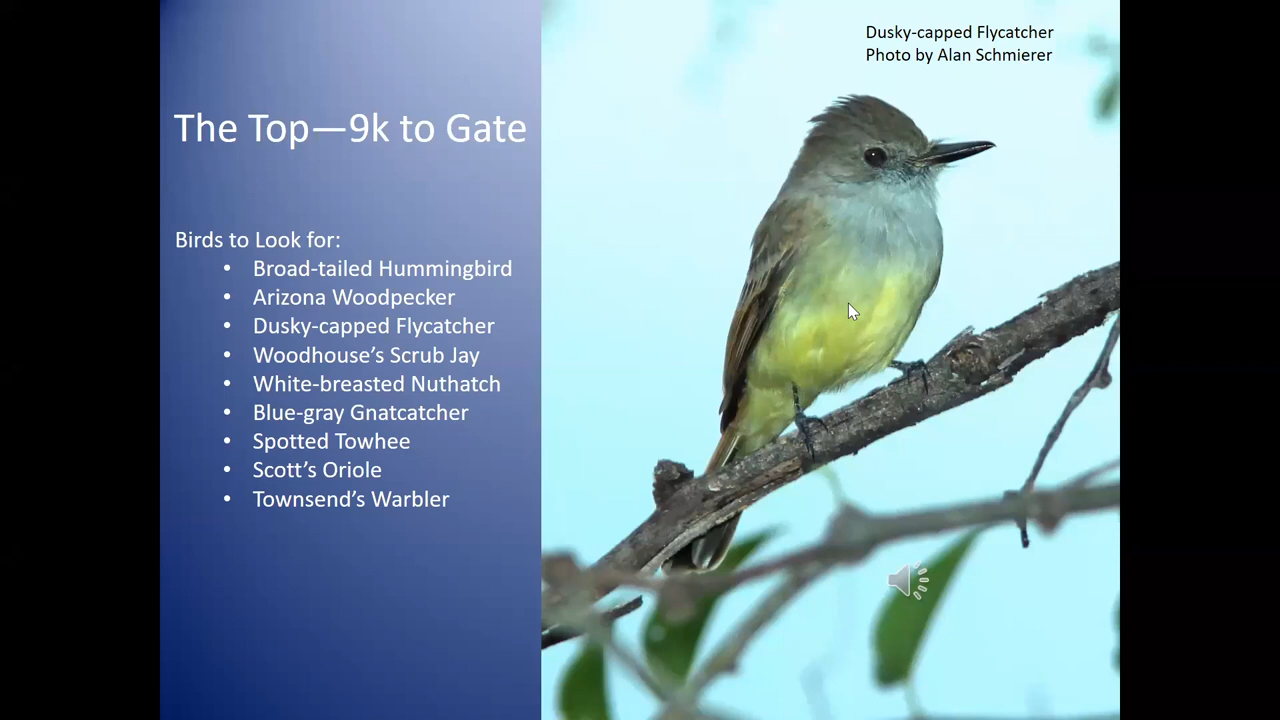 Dusky-capped Flycatcher
Photo by Alan Schmierer
The Top—9k to Gate
Birds to Look for:
• Broad-tailed Hummingbird
• Arizona Woodpecker
• Dusky-capped Flycatcher
• Woodhouse’s Scrub Jay
• White-breasted Nuthatch
• Blue-gray Gnatcatcher
• Spotted Towhee
• Scott’s Oriole
• Townsend’s Warbler